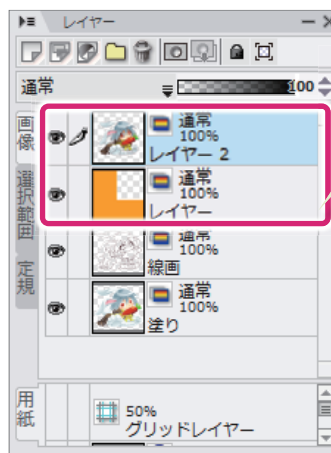 レイヤー
通常
100
画像
選択範囲
定規
通常
100%
レイヤー 2
通常
100%
レイヤー
通常
100%
線画
通常
100%
塗り
用紙
50%
グリッドレイヤー